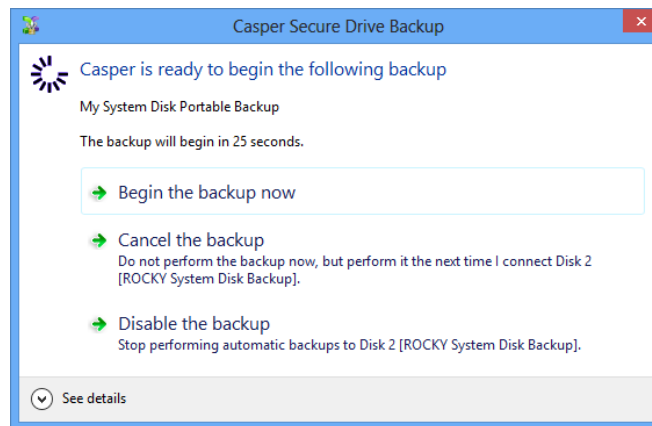 Casper Secure Drive Backup
Casper is ready to begin the following backup
My System Disk Portable Backup
The backup will begin in 25 seconds.
Begin the backup now
Cancel the backup
Do not perform the backup now, but perform it the next time I connect Disk 2
[ROCKY System Disk Backup].
Disable the backup
Stop performing automatic backups to Disk 2 [ROCKY System Disk Backup].
See details